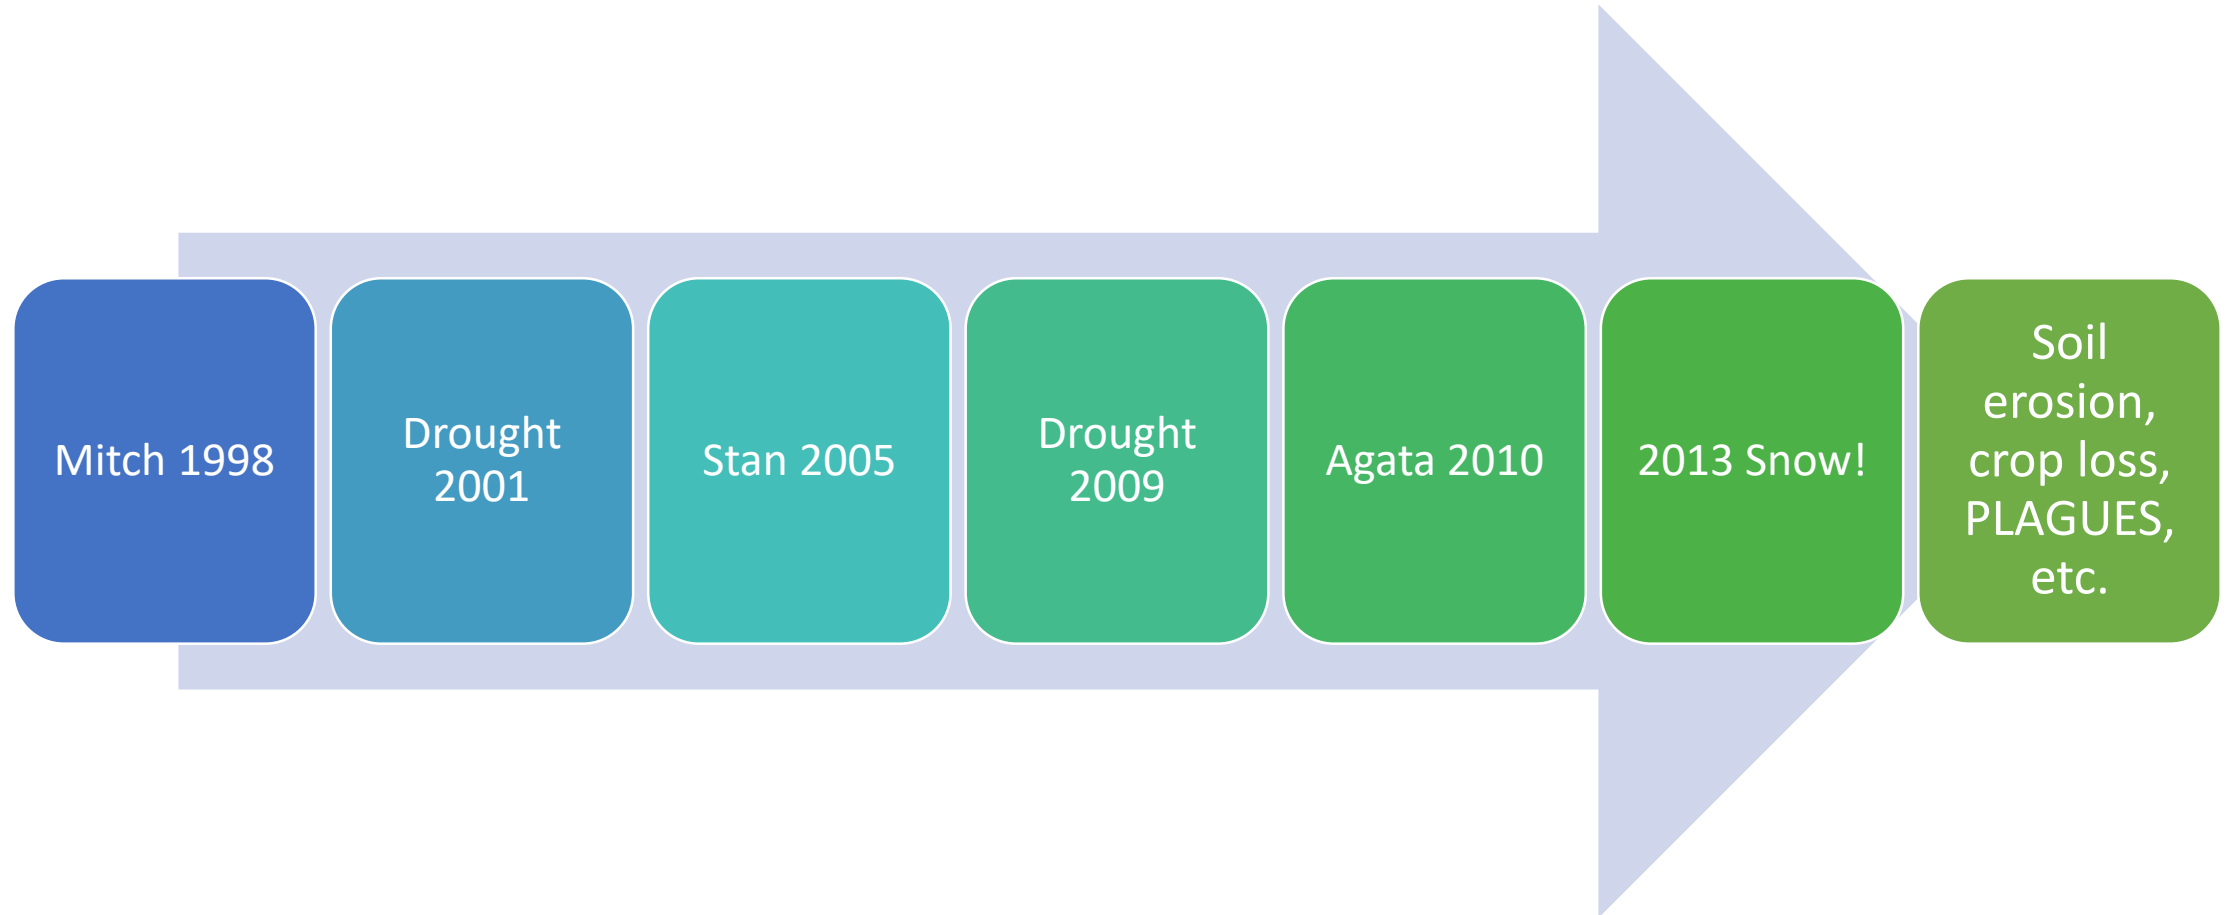 Mitch 1998
Drought
2001
Stan 2005
Drought
2009
Agata 2010
2013 Snow!
Soil
erosion,
crop loss,
PLAGUES,
etc.